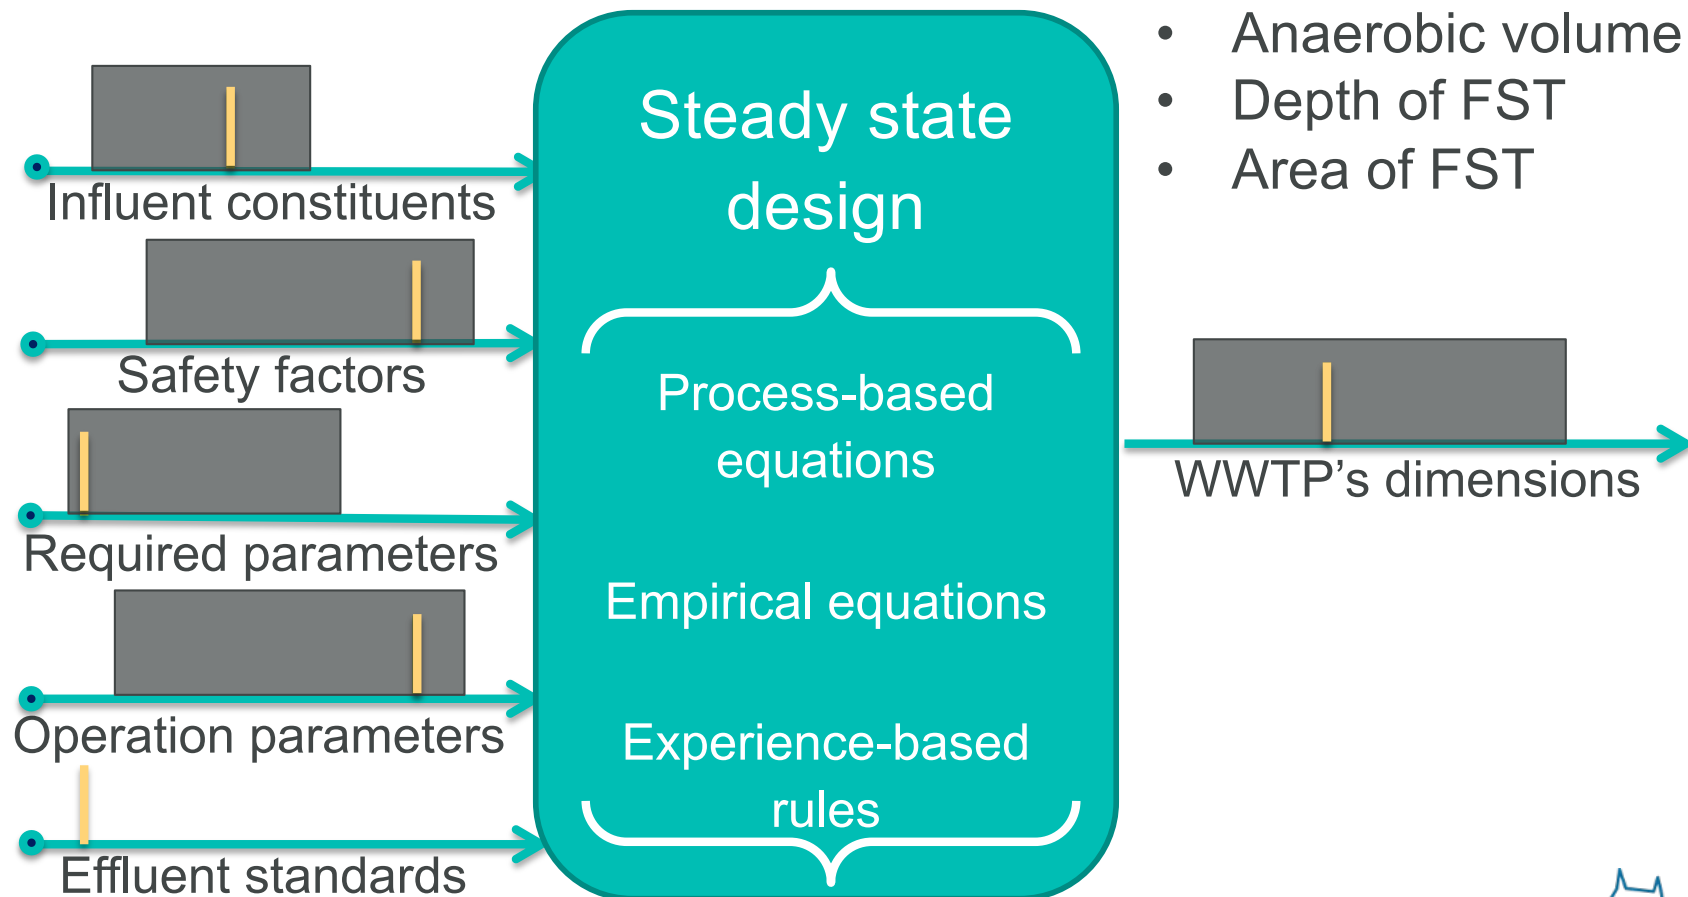 Influent constituents
Safety factors
Required parameters
Operation parameters
Effluent standards
Steady state
design
Process-based
equations
Empirical equations
Experience-based
rules
• Anaerobic volume
• Depth of FST
• Area of FST
WWTP’s dimensions